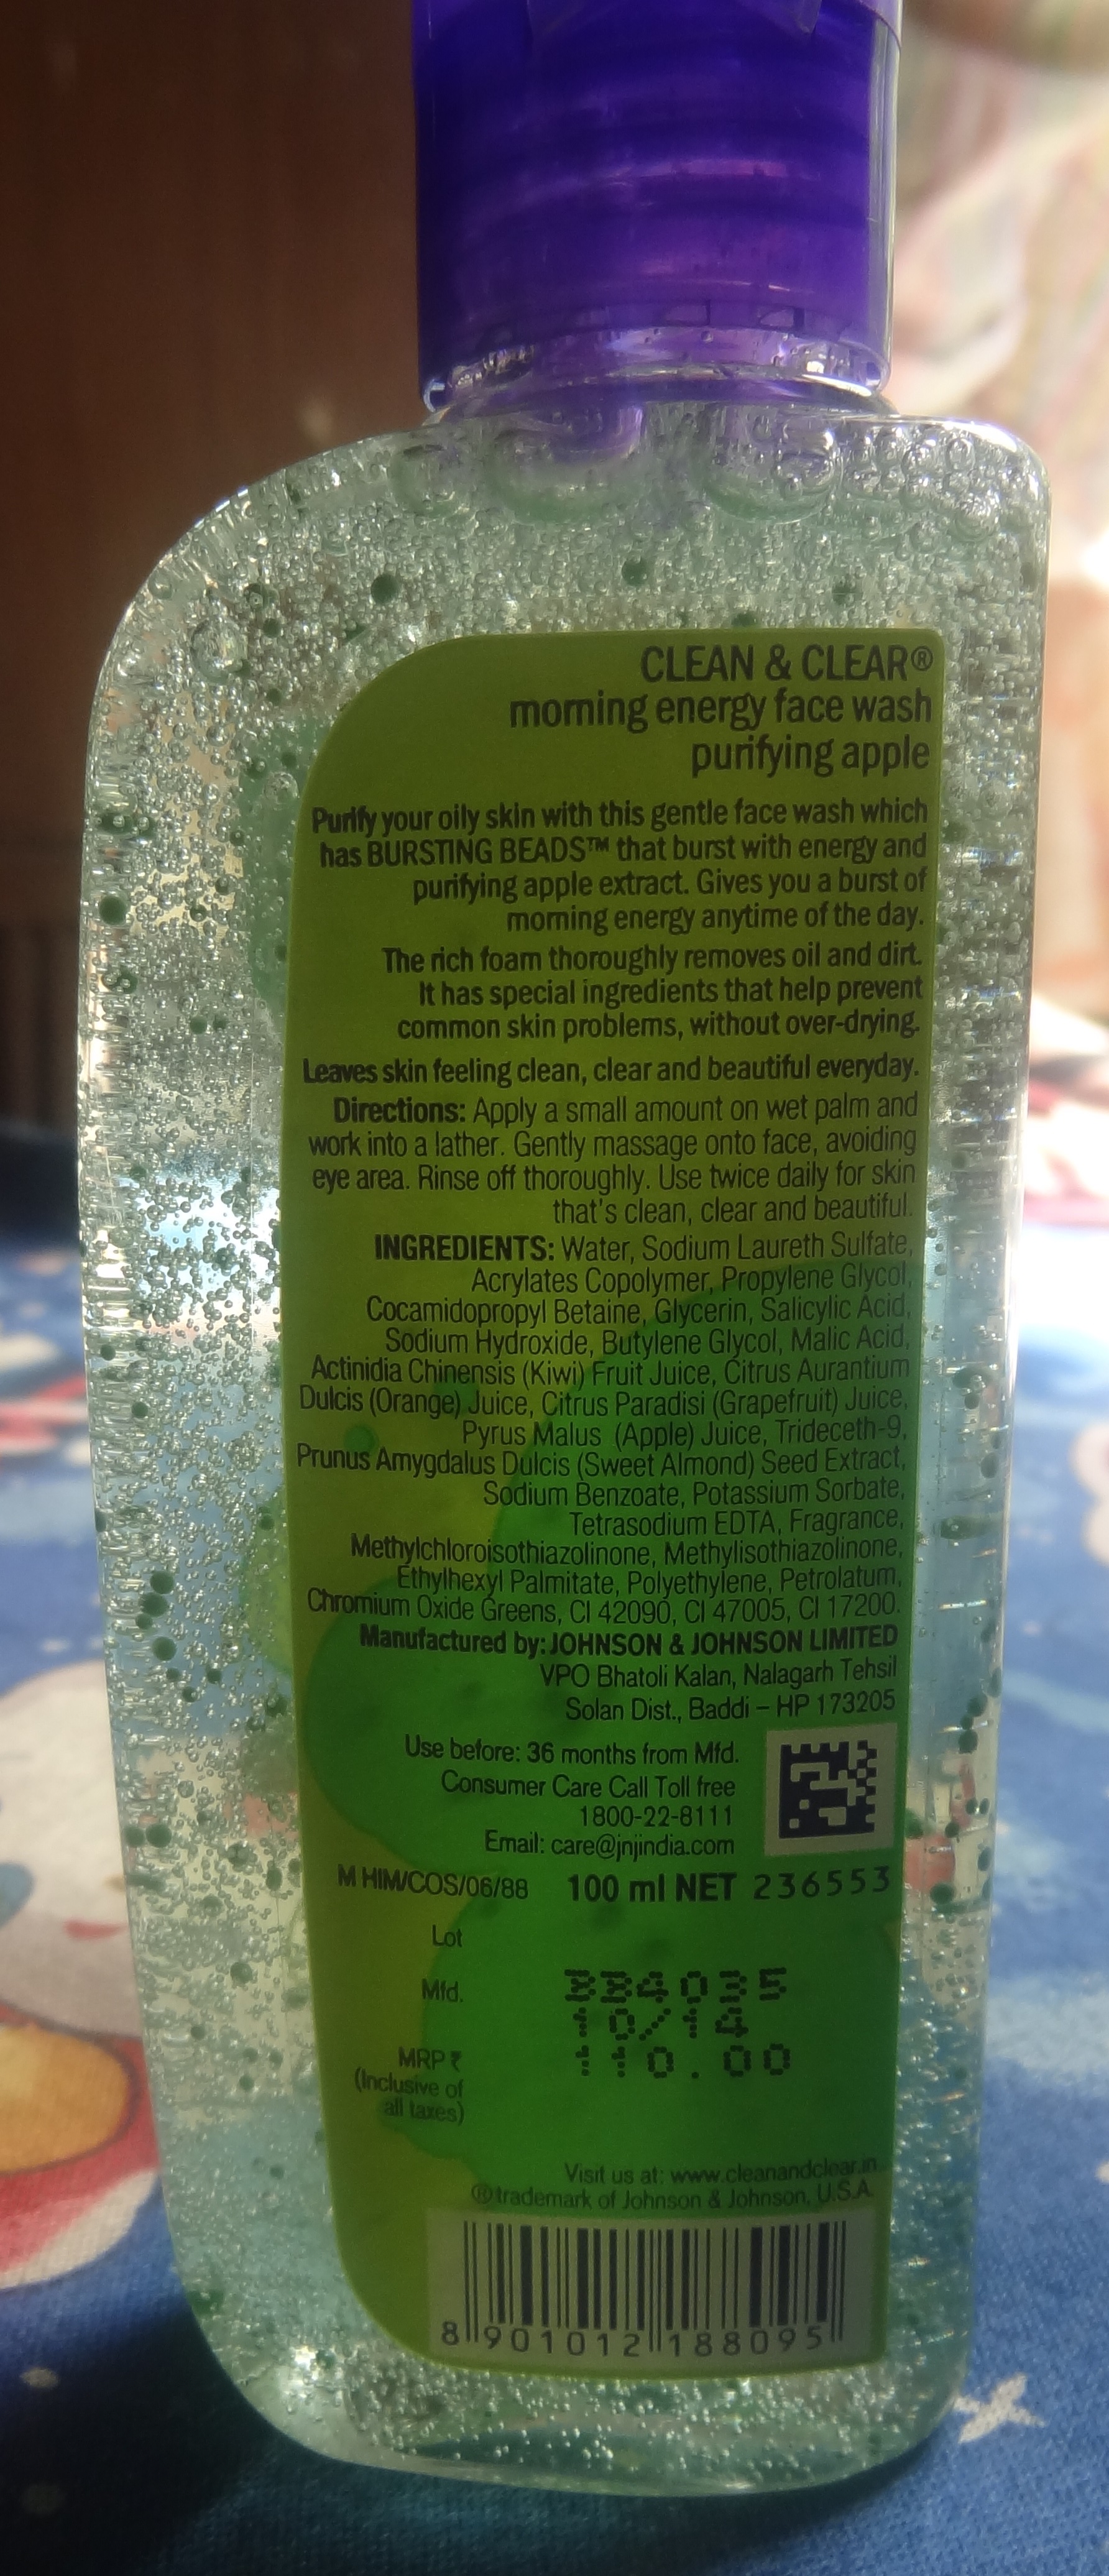 CLEAN & CLEAR®
morning energy face wash
purifying apple
Purify your oily skin with this gentle face wash which
has BURSTING BEADS™ that burst with energy and
purifying apple extract. Gives you a burst of
morning energy anytime of the day.
The rich foam thoroughly removes oil and dirt.
It has special ingredients that help prevent
common skin problems, without over-drying.
Leaves skin feeling clean, clear and beautiful everyday.
Directions: Apply a small amount on wet palm and
work into a lather. Gently massage onto face, avoiding
eye area. Rinse off thoroughly. Use twice daily for skin
that's clean, clear and beautiful.
INGREDIENTS: Water, Sodium Laureth Sulfate,
Acrylates Copolymer, Propylene Glycol,
Cocamidopropyl Betaine, Glycerin, Salicylic Acid,
Sodium Hydroxide, Butylene Glycol, Malic Acid,
Actinidia Chinensis (Kiwi) Fruit Juice, Citrus Aurantium
Dulcis (Orange) Juice, Citrus Paradisi (Grapefruit) Juice,
Pyrus Malus (Apple) Juice, Trideceth-9,
Prunus Amygdalus Dulcis (Sweet Almond) Seed Extract,
Sodium Benzoate, Potassium Sorbate,
Tetrasodium EDTA, Fragrance,
Methylchloroisothiazolinone, Methylisothiazolinone,
Ethylhexyl Palmitate, Polyethylene, Petrolatum,
Chromium Oxide Greens, CI 42090, CI 47005, CI 17200.
Manufactured by: JOHNSON & JOHNSON LIMITED
VPO Bhatoli Kalan, Nalagarh Tehsil
Solan Dist., Baddi – HP 173205
Use before: 36 months from Mfd.
Consumer Care Call Toll free
1800-22-8111
Email: care@jnjindia.com
M HIM/COS/06/88 100 ml NET 236553
Lot
Mfd. BB4035
10/14
MRP ₹ 110.00
(Inclusive of
all taxes)
Visit us at: www.cleanandclear.in
® trademark of Johnson & Johnson, U.S.A.
8 901012 188095